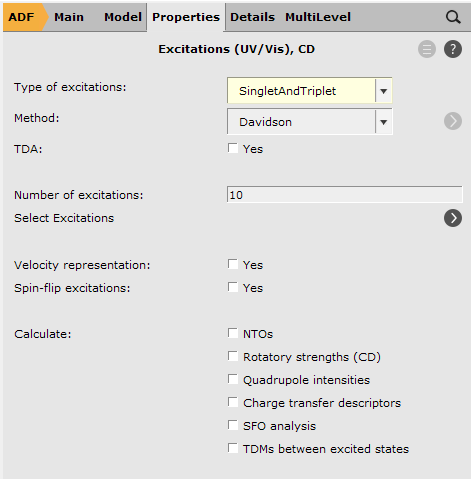 ADF Main Model Properties Details MultiLevel
Excitations (UV/Vis), CD
?
Type of excitations: SingletAndTriplet
Method: Davidson
TDA: Yes
Number of excitations: 10
Select Excitations
Velocity representation: Yes
Spin-flip excitations: Yes
Calculate: NTOs
Rotatory strengths (CD)
Quadrupole intensities
Charge transfer descriptors
SFO analysis
TDMs between excited states